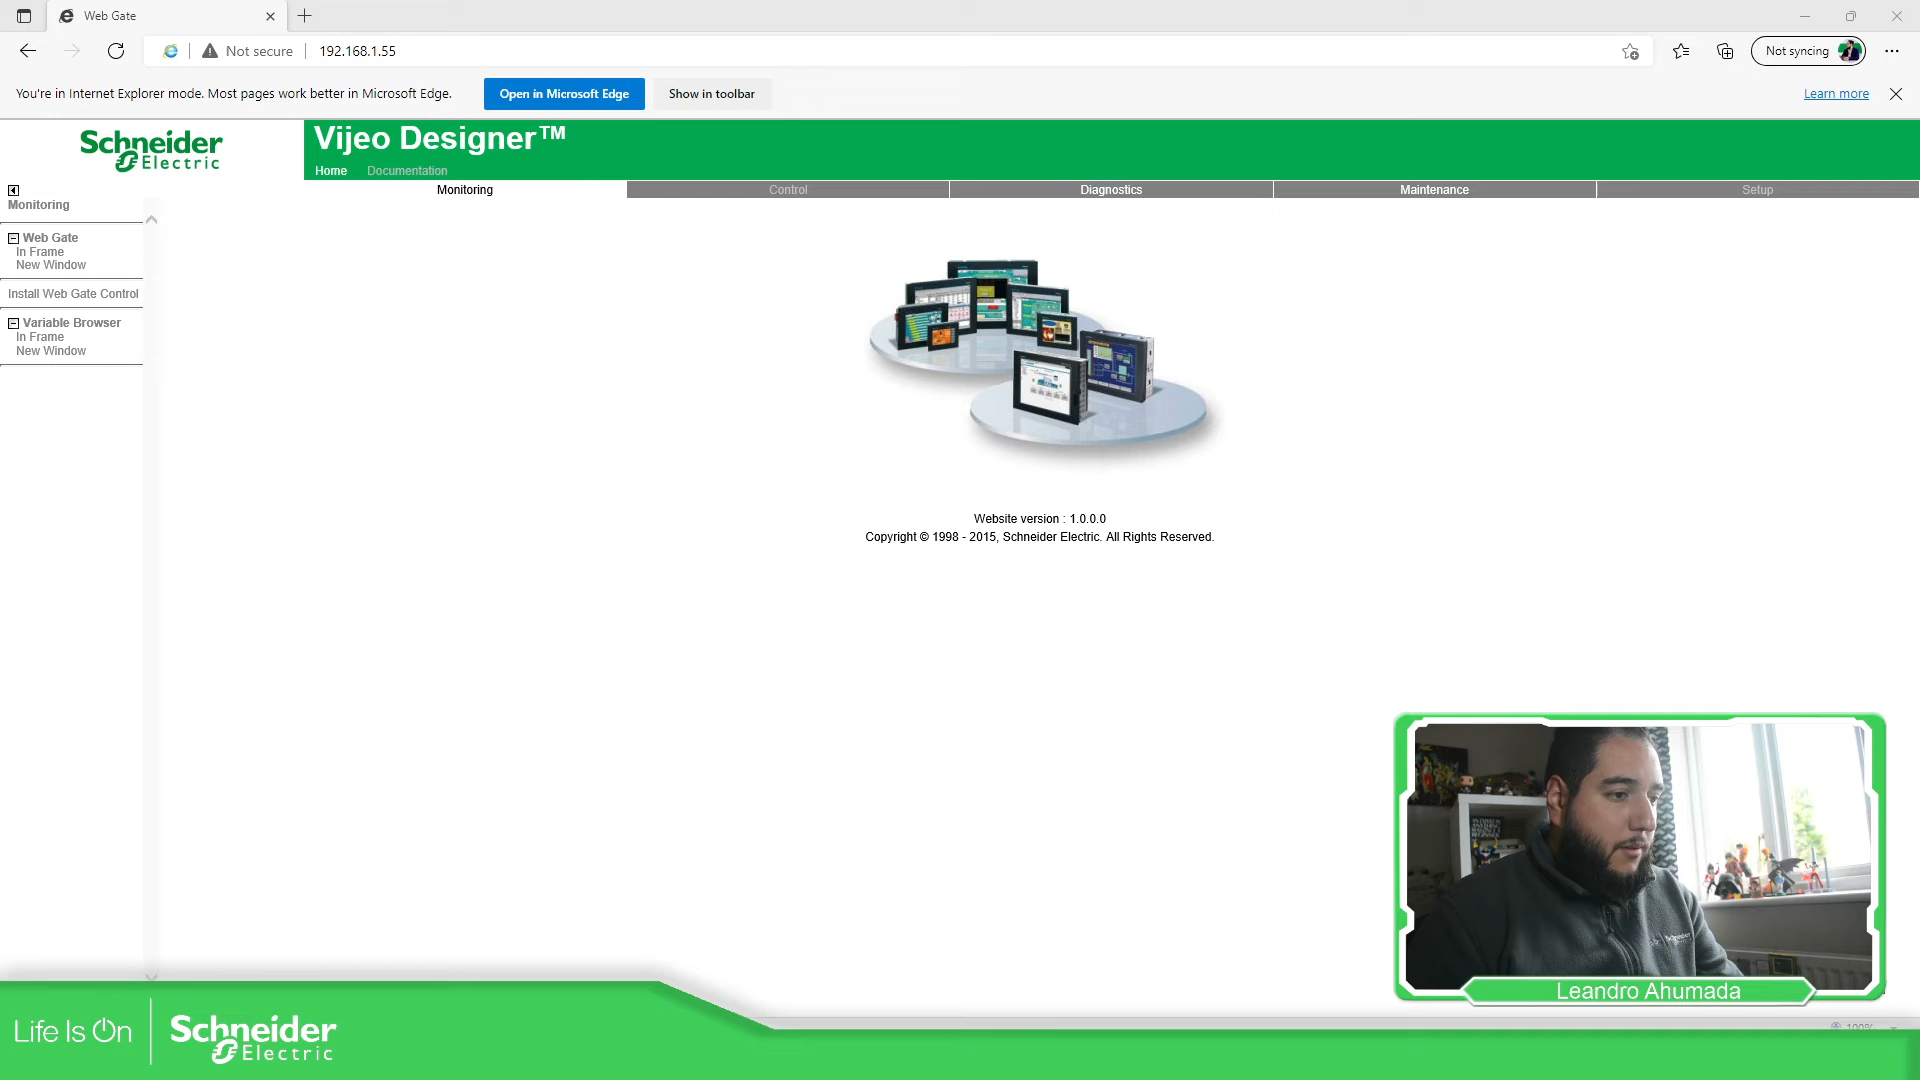 Web Gate
Not secure
192.168.1.55
Not syncing
You're in Internet Explorer mode. Most pages work better in Microsoft Edge.
Open in Microsoft Edge
Show in toolbar
Learn more
Schneider
Electric
Vijeo Designer™
Home
Documentation
Monitoring
Control
Diagnostics
Maintenance
Setup
Monitoring
Web Gate
In Frame
New Window
Install Web Gate Control
Variable Browser
In Frame
New Window
Website version : 1.0.0.0
Copyright © 1998 - 2015, Schneider Electric. All Rights Reserved.
Leandro Ahumada
100%
Life Is On
Schneider
Electric